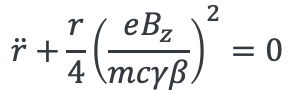 r̈ + r/4 (eB_z/mcγβ)² = 0